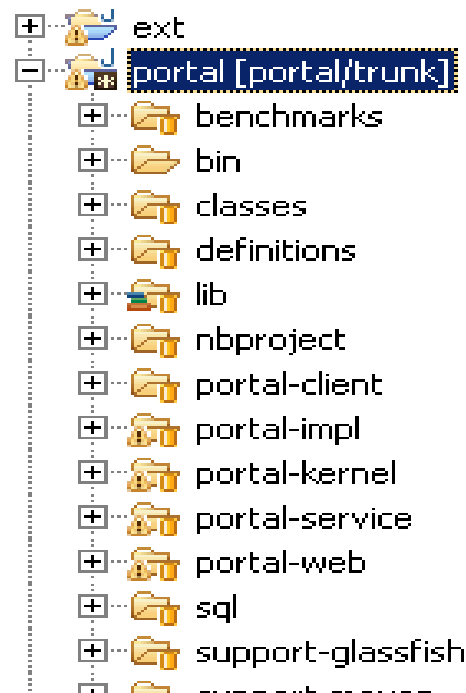 ext
portal [portal/trunk]
benchmarks
bin
classes
definitions
lib
nbproject
portal-client
portal-impl
portal-kernel
portal-service
portal-web
sql
support-glassfish